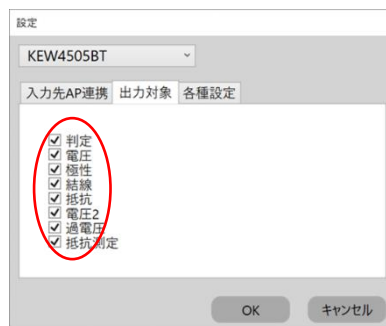 設定
KEW4505BT
入力先AP連携 出力対象 各種設定
判定
電圧
極性
結線
抵抗
電圧2
過電圧
抵抗測定
OK キャンセル